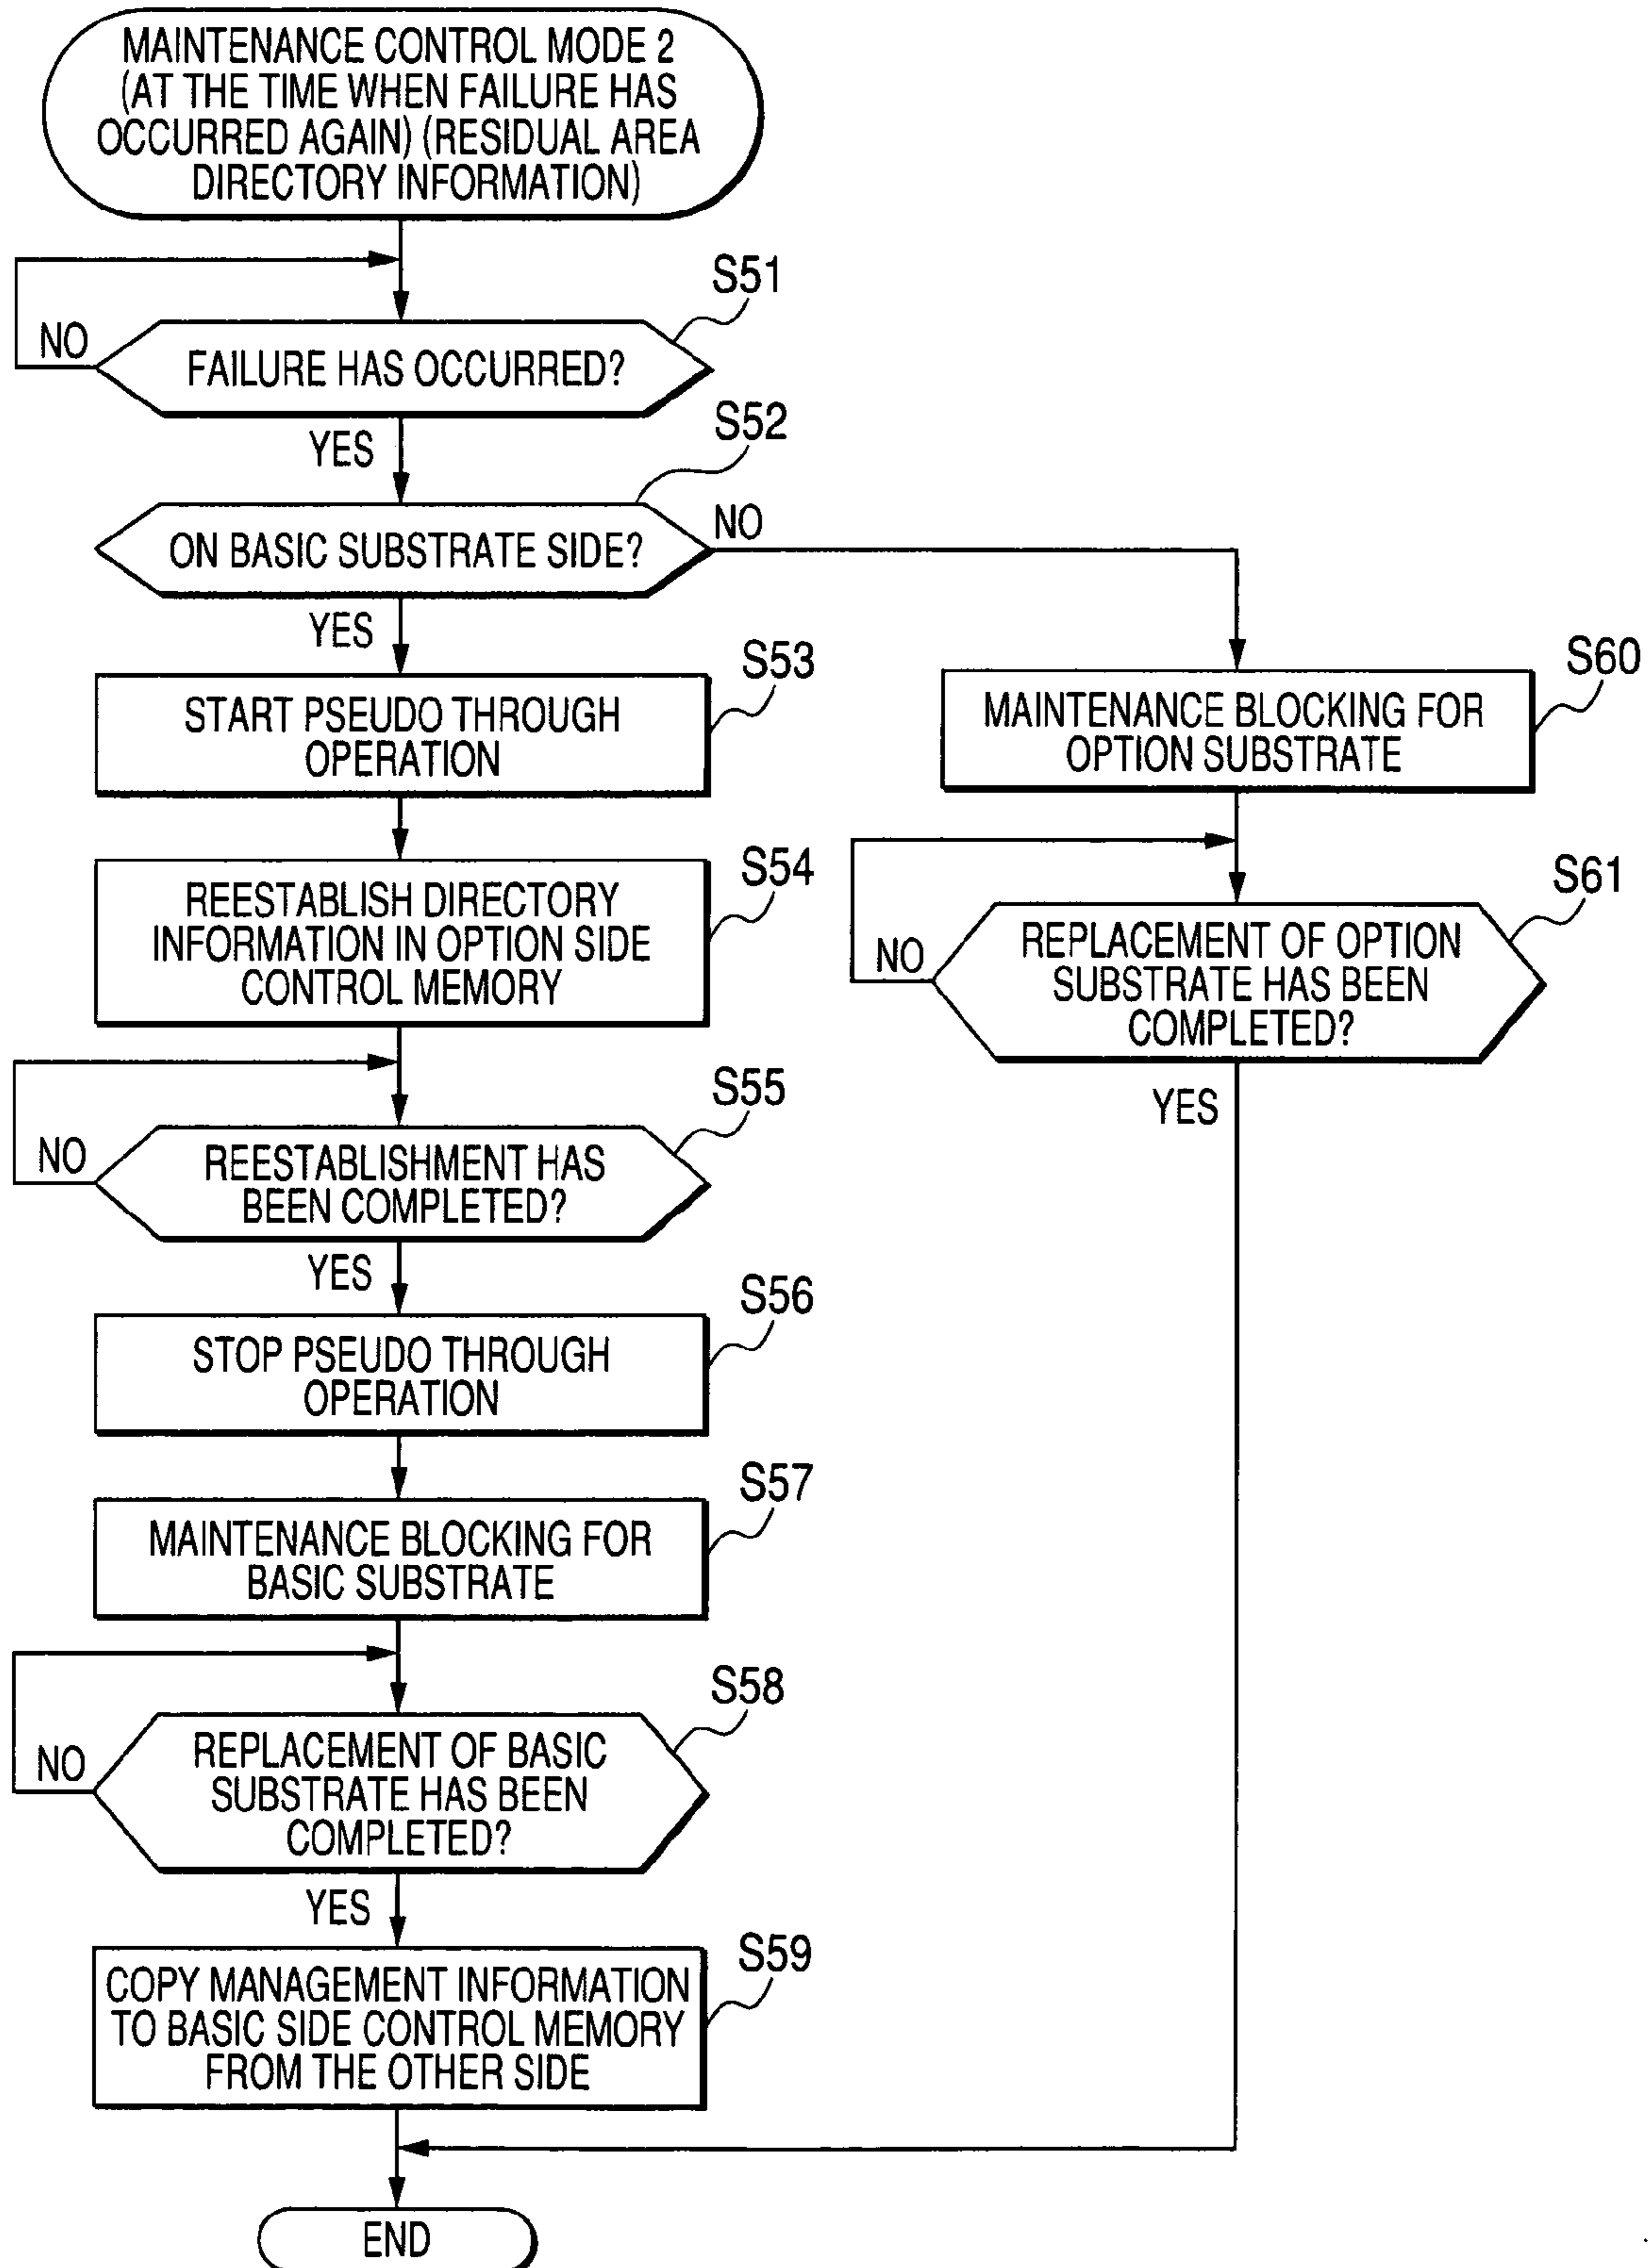 MAINTENANCE CONTROL MODE 2
(AT THE TIME WHEN FAILURE HAS
OCCURRED AGAIN) (RESIDUAL AREA
DIRECTORY INFORMATION)
S51
NO
FAILURE HAS OCCURRED?
YES
S52
NO
ON BASIC SUBSTRATE SIDE?
YES
S53
START PSEUDO THROUGH
OPERATION
S54
REESTABLISH DIRECTORY
INFORMATION IN OPTION SIDE
CONTROL MEMORY
S55
NO
REESTABLISHMENT HAS
BEEN COMPLETED?
YES
S56
STOP PSEUDO THROUGH
OPERATION
S57
MAINTENANCE BLOCKING FOR
BASIC SUBSTRATE
S58
NO
REPLACEMENT OF BASIC
SUBSTRATE HAS BEEN
COMPLETED?
YES
S59
COPY MANAGEMENT INFORMATION
TO BASIC SIDE CONTROL MEMORY
FROM THE OTHER SIDE
S60
MAINTENANCE BLOCKING FOR
OPTION SUBSTRATE
S61
NO
REPLACEMENT OF OPTION
SUBSTRATE HAS BEEN
COMPLETED?
YES
END